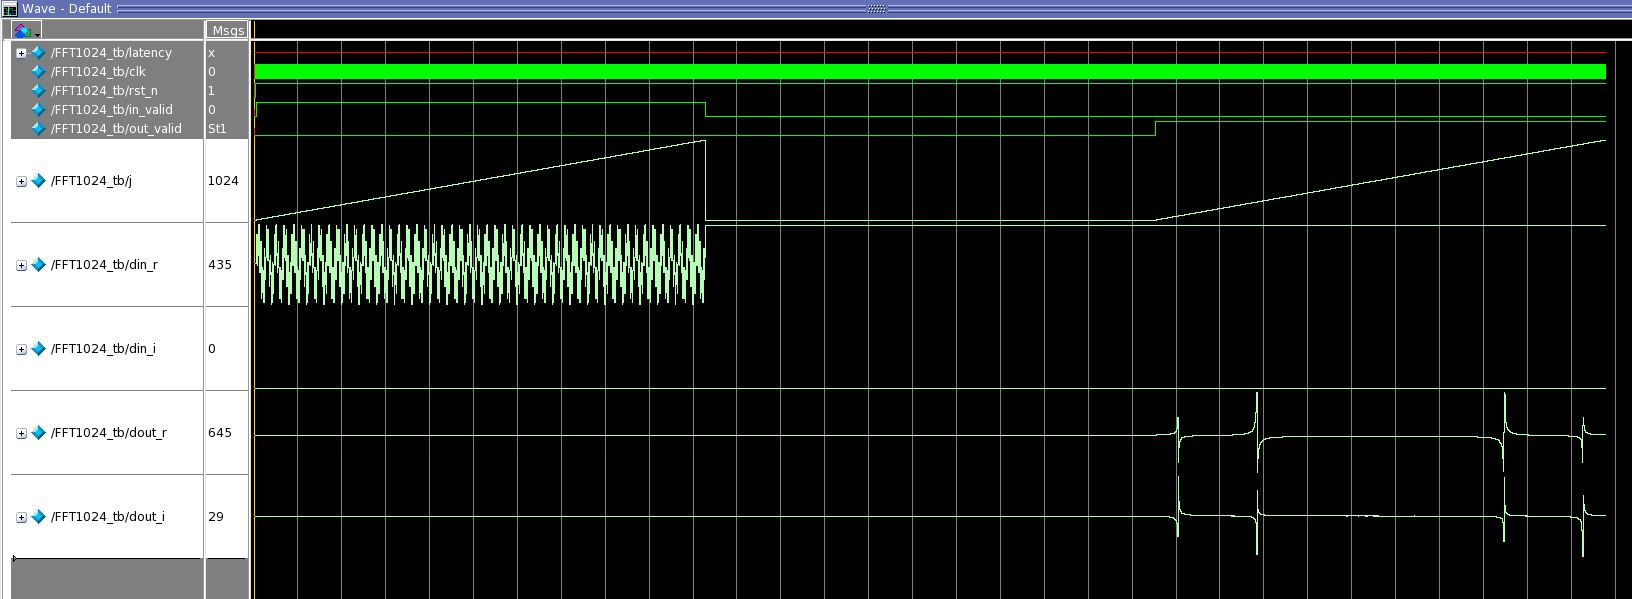 Wave - Default
Msgs
/FFT1024_tb/latency x
/FFT1024_tb/clk 0
/FFT1024_tb/rst_n 1
/FFT1024_tb/in_valid 0
/FFT1024_tb/out_valid St1
/FFT1024_tb/j 1024
/FFT1024_tb/din_r 435
/FFT1024_tb/din_i 0
/FFT1024_tb/dout_r 645
/FFT1024_tb/dout_i 29